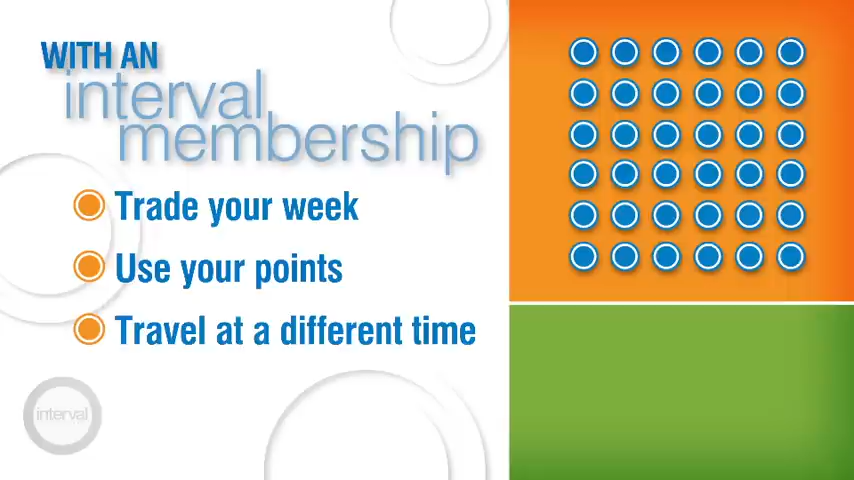 WITH AN
interval
membership
Trade your week
Use your points
Travel at a different time
interval